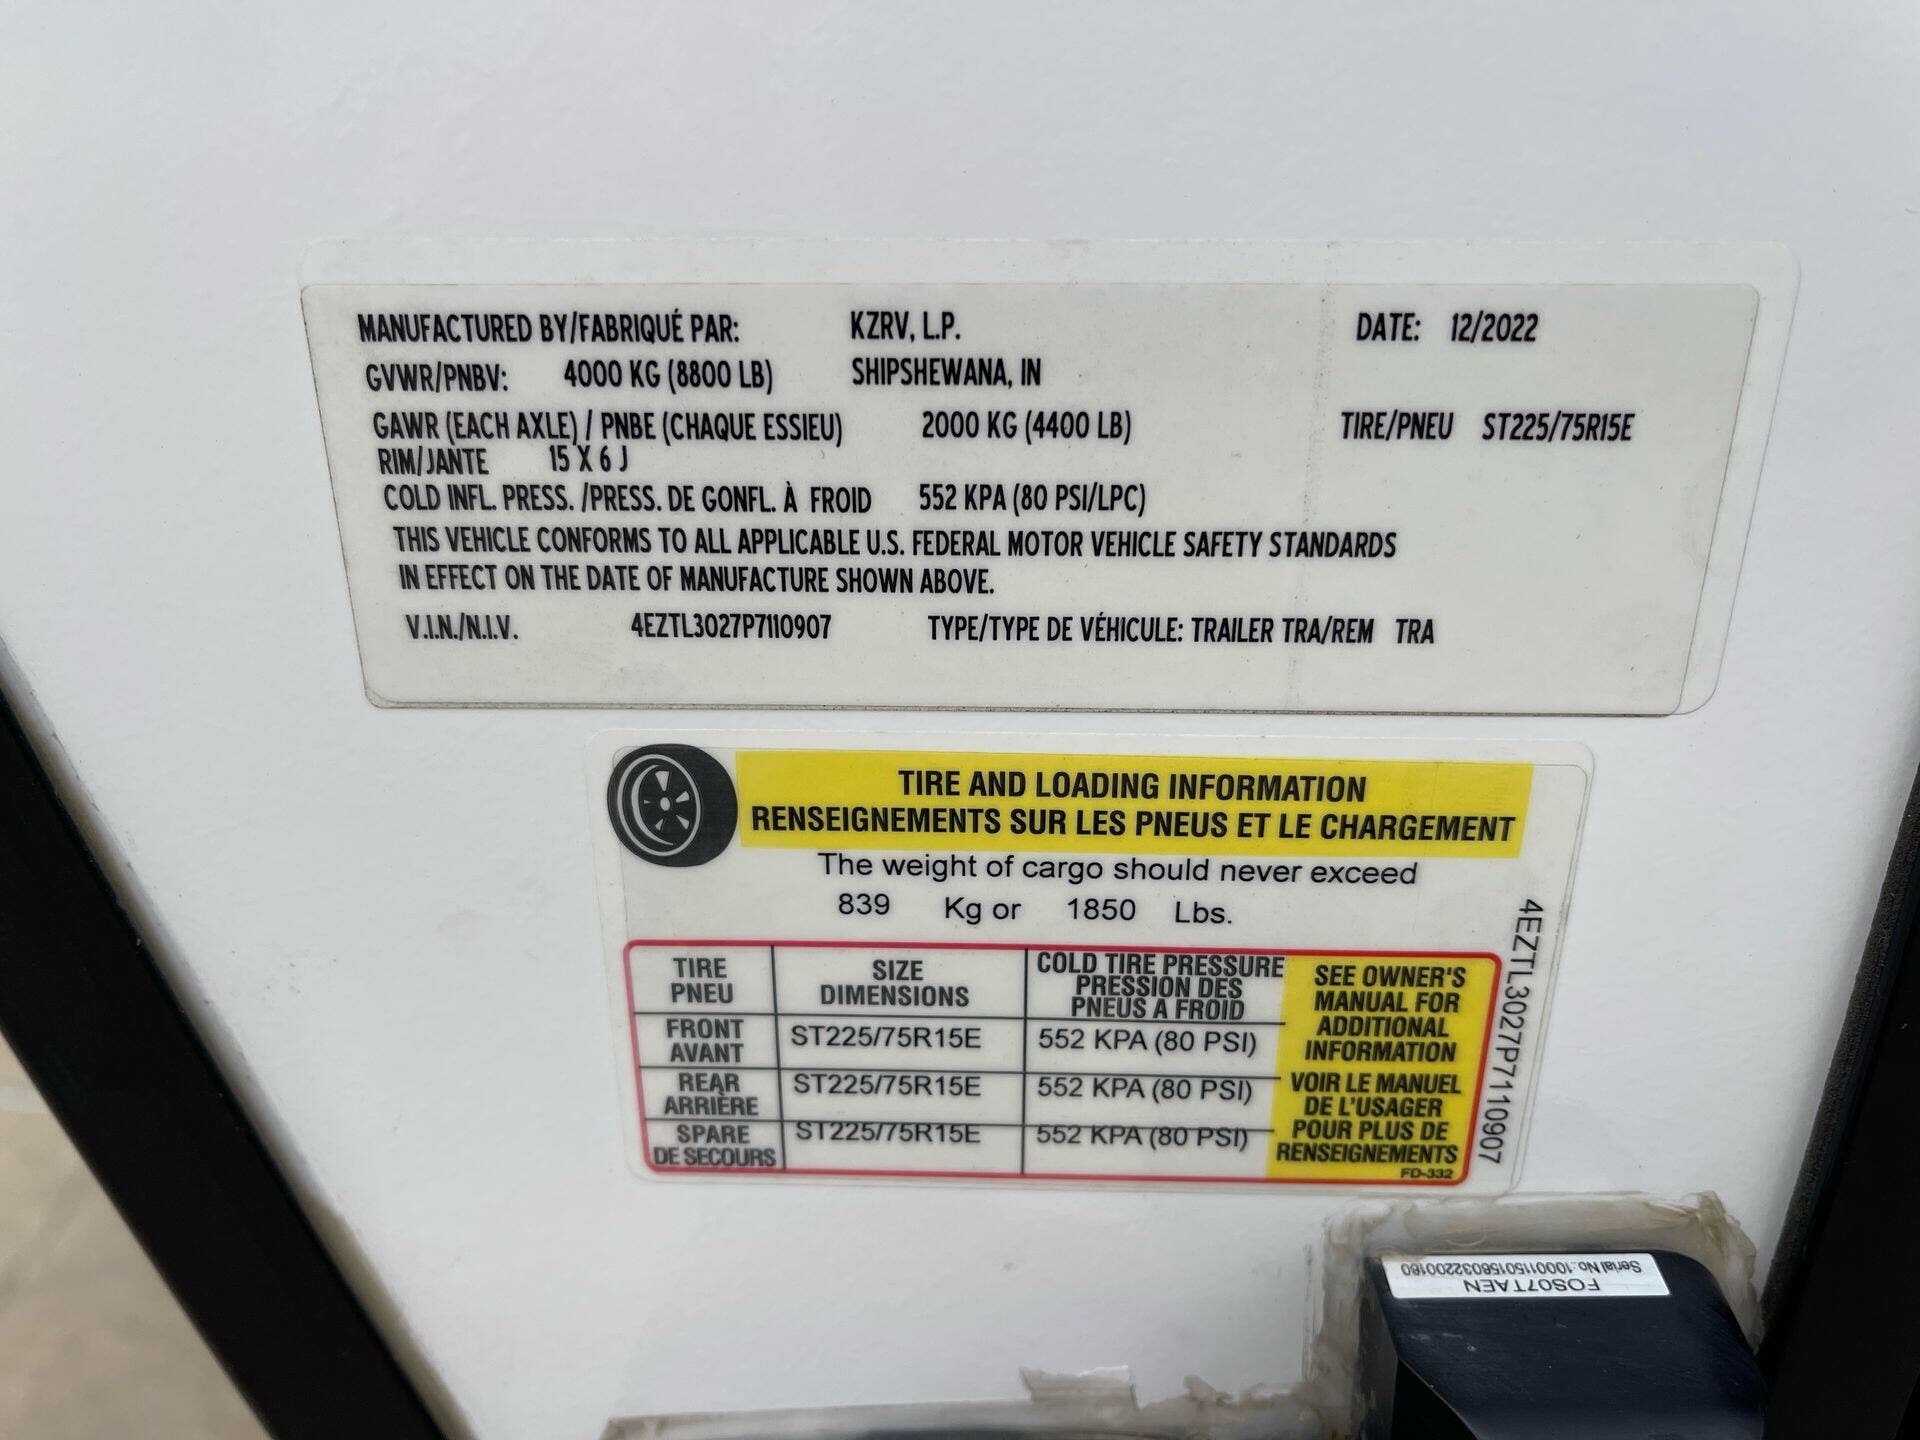 MANUFACTURED BY/FABRIQUÉ PAR: KZRV, L.P. DATE: 12/2022
GVWR/PNBV: 4000 KG (8800 LB) SHIPSHEWANA, IN
GAWR (EACH AXLE) / PNBE (CHAQUE ESSIEU) 2000 KG (4400 LB) TIRE/PNEU ST225/75R15E
RIM/JANTE 15 X 6 J
COLD INFL. PRESS. /PRESS. DE GONFL. À FROID 552 KPA (80 PSI/LPC)
THIS VEHICLE CONFORMS TO ALL APPLICABLE U.S. FEDERAL MOTOR VEHICLE SAFETY STANDARDS
IN EFFECT ON THE DATE OF MANUFACTURE SHOWN ABOVE.
V.I.N./N.I.V. 4EZTL3027P7110907 TYPE/TYPE DE VÉHICULE: TRAILER TRA/REM TRA
TIRE AND LOADING INFORMATION
RENSEIGNEMENTS SUR LES PNEUS ET LE CHARGEMENT
The weight of cargo should never exceed
839 Kg or 1850 Lbs.
TIRE
PNEU
SIZE
DIMENSIONS
COLD TIRE PRESSURE
PRESSION DES
PNEUS A FROID
FRONT
AVANT
ST225/75R15E
552 KPA (80 PSI)
REAR
ARRIÈRE
ST225/75R15E
552 KPA (80 PSI)
SPARE
DE SECOURS
ST225/75R15E
552 KPA (80 PSI)
SEE OWNER'S
MANUAL FOR
ADDITIONAL
INFORMATION
VOIR LE MANUEL
DE L'USAGER
POUR PLUS DE
RENSEIGNEMENTS
FD-332
4EZTL3027P7110907
FOS07TAEN
Serial No.:1000115015603220016​0